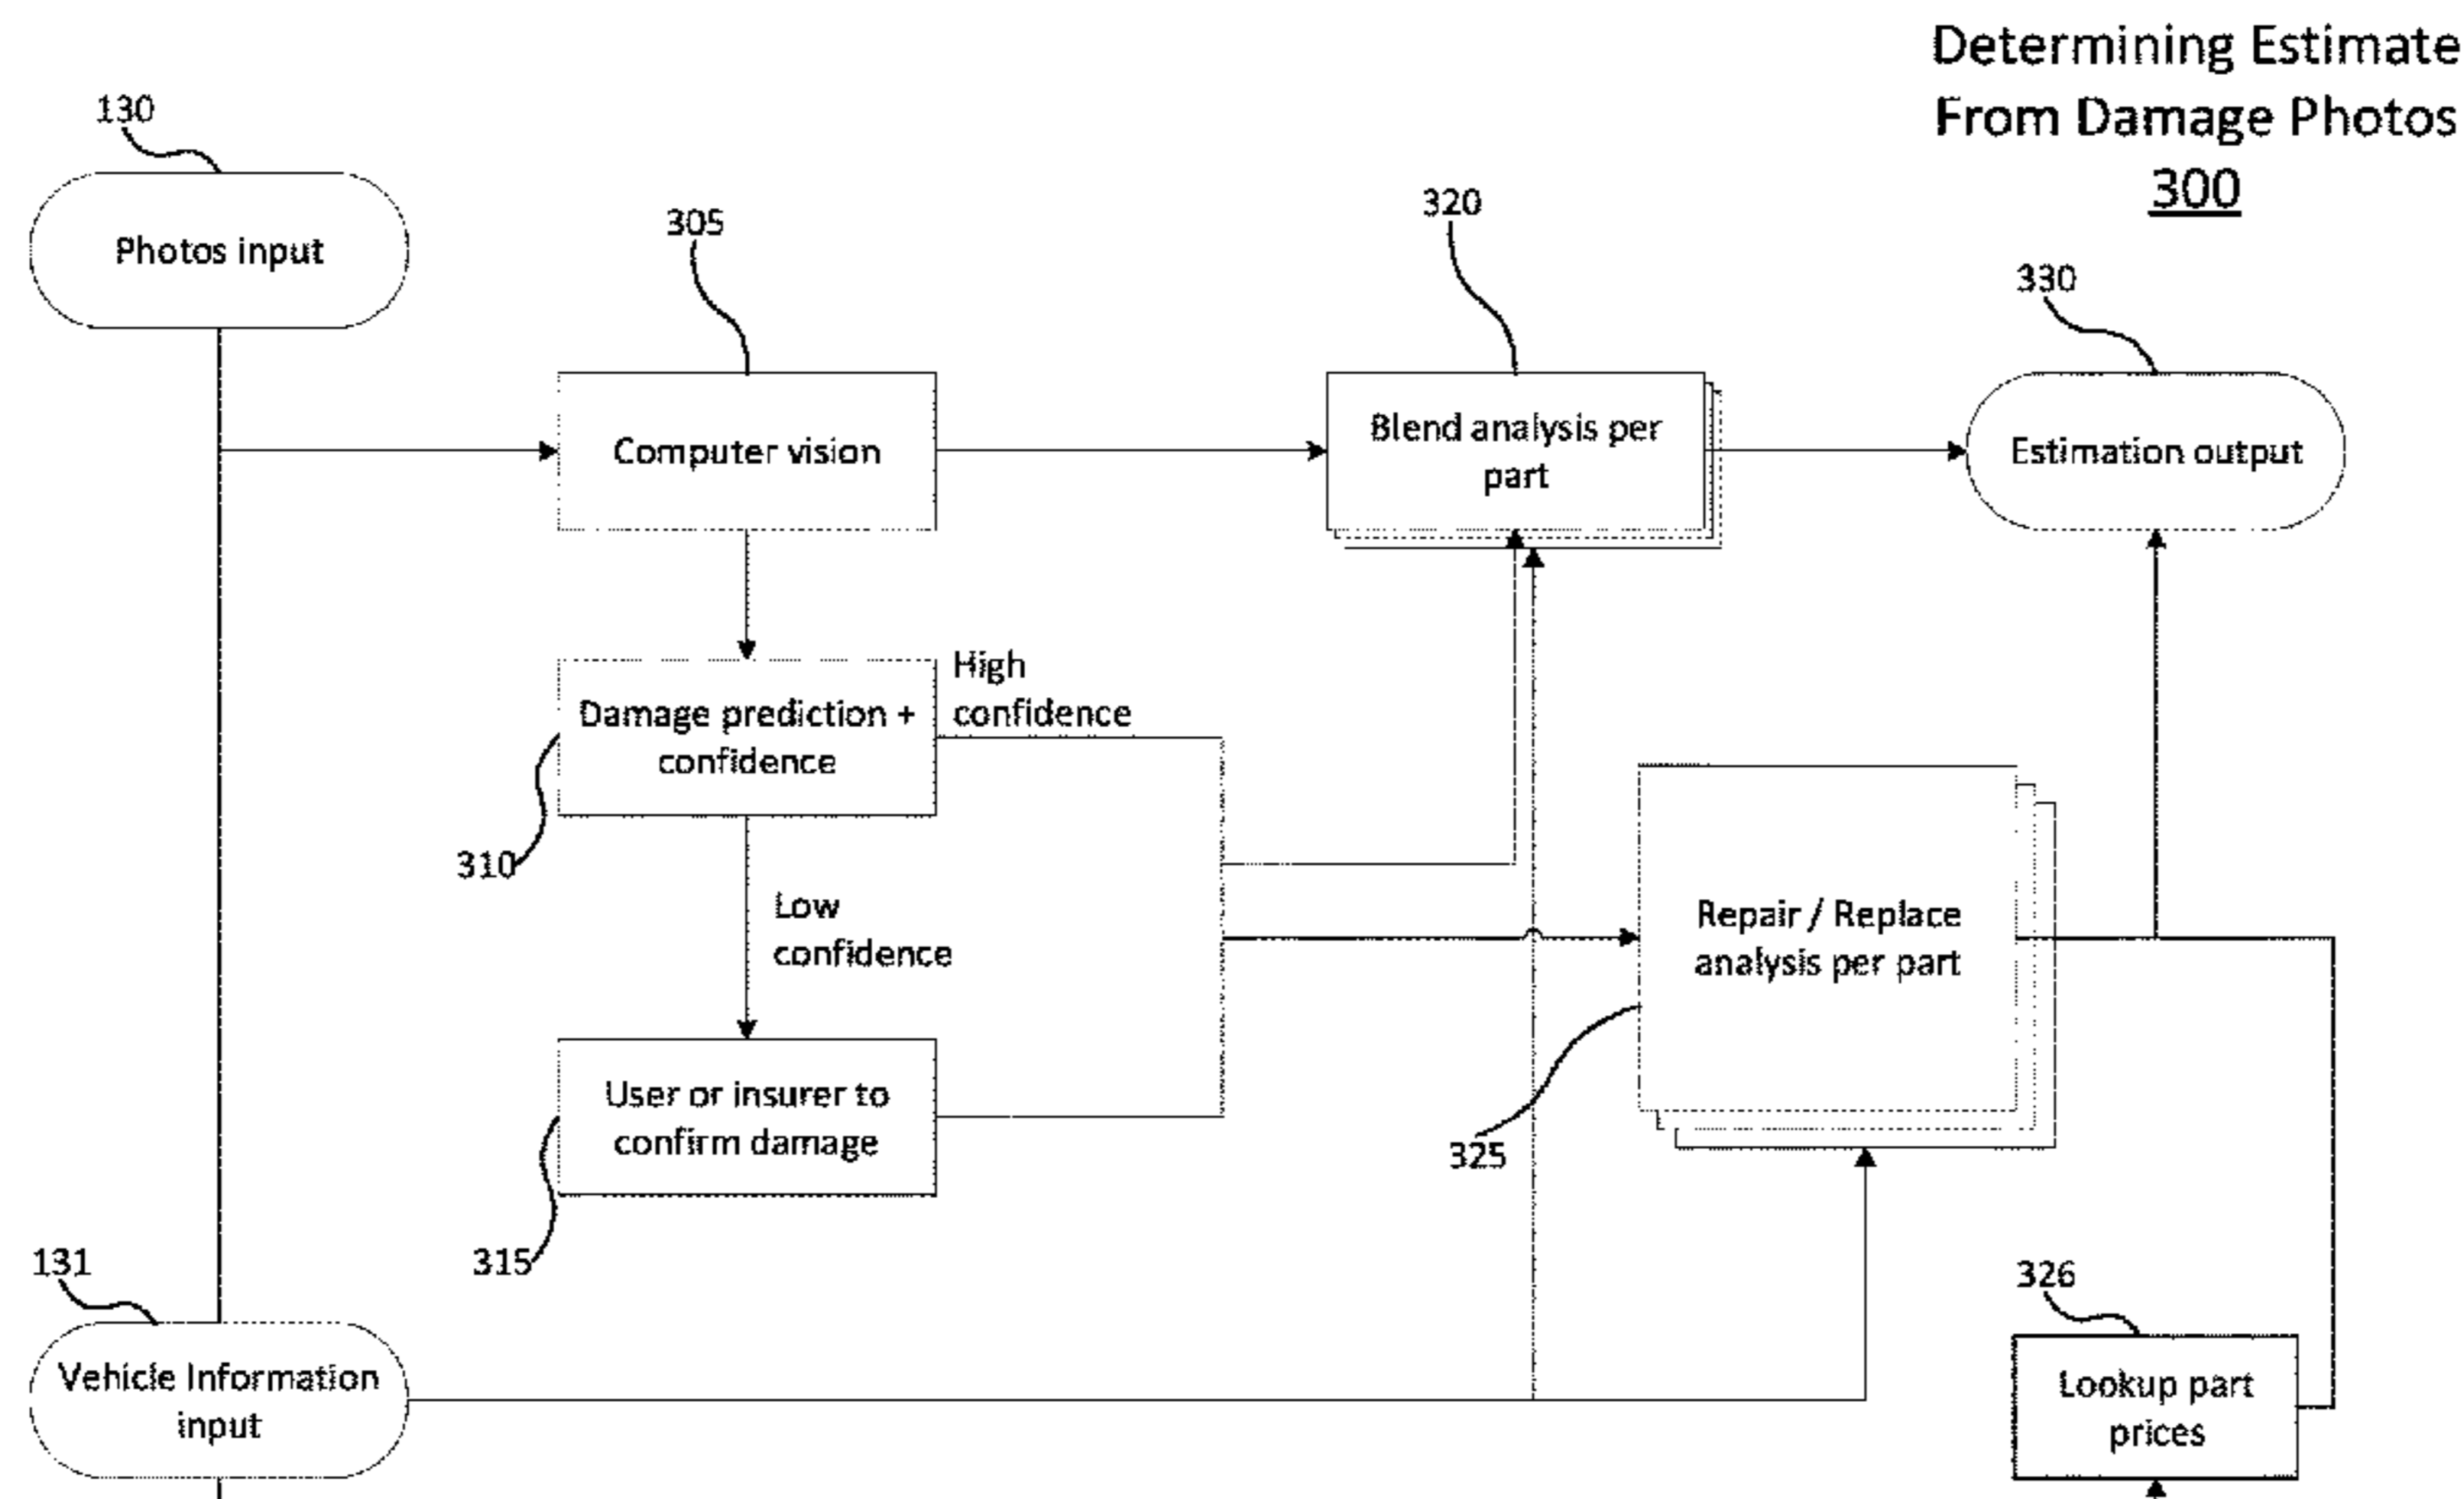 Determining Estimate
From Damage Photos
300
130
Photos input
305
Computer vision
320
Blend analysis per
part
330
Estimation output
High
confidence
Damage prediction +
confidence
310
Low
confidence
Repair / Replace
analysis per part
325
User or insurer to
confirm damage
315
131
Vehicle Information
input
326
Lookup part
prices